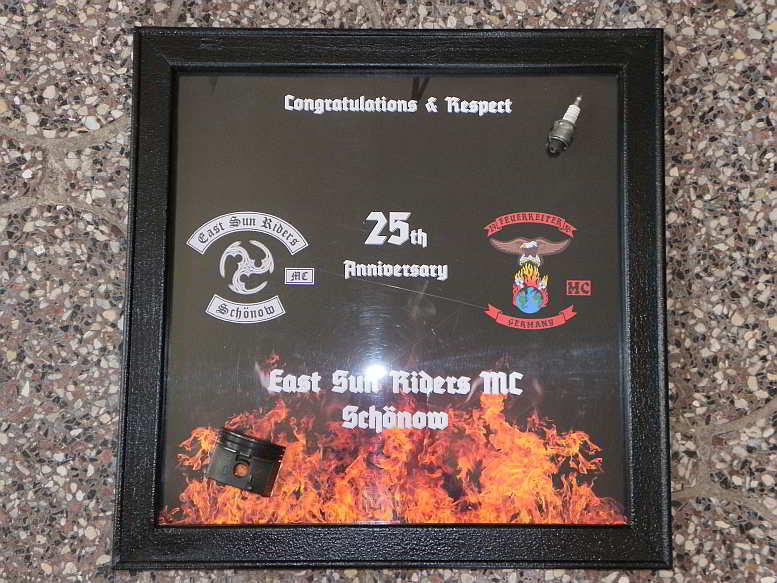 Congratulations & Respect
East Sun Riders
MC
Schönow
25th
Anniversary
FEUERREITER
MC
GERMANY
East Sun Riders MC
Schönow